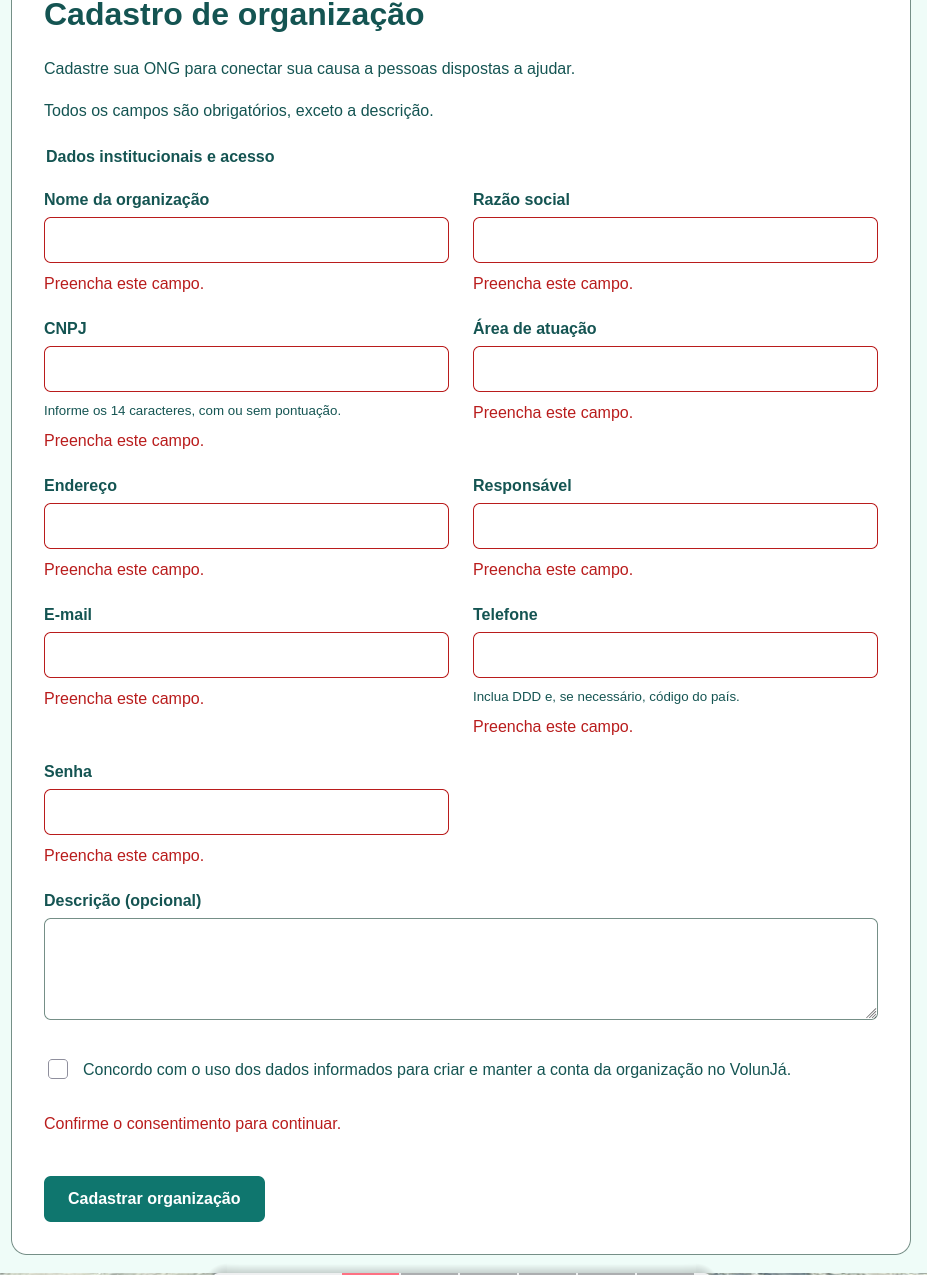 Cadastro de organização
Cadastre sua ONG para conectar sua causa a pessoas dispostas a ajudar.
Todos os campos são obrigatórios, exceto a descrição.
Dados institucionais e acesso
Nome da organização
Preencha este campo.
Razão social
Preencha este campo.
CNPJ
Informe os 14 caracteres, com ou sem pontuação.
Preencha este campo.
Área de atuação
Preencha este campo.
Endereço
Preencha este campo.
Responsável
Preencha este campo.
E-mail
Preencha este campo.
Telefone
Inclua DDD e, se necessário, código do país.
Preencha este campo.
Senha
Preencha este campo.
Descrição (opcional)
Concordo com o uso dos dados informados para criar e manter a conta da organização no VolunJá.
Confirme o consentimento para continuar.
Cadastrar organização